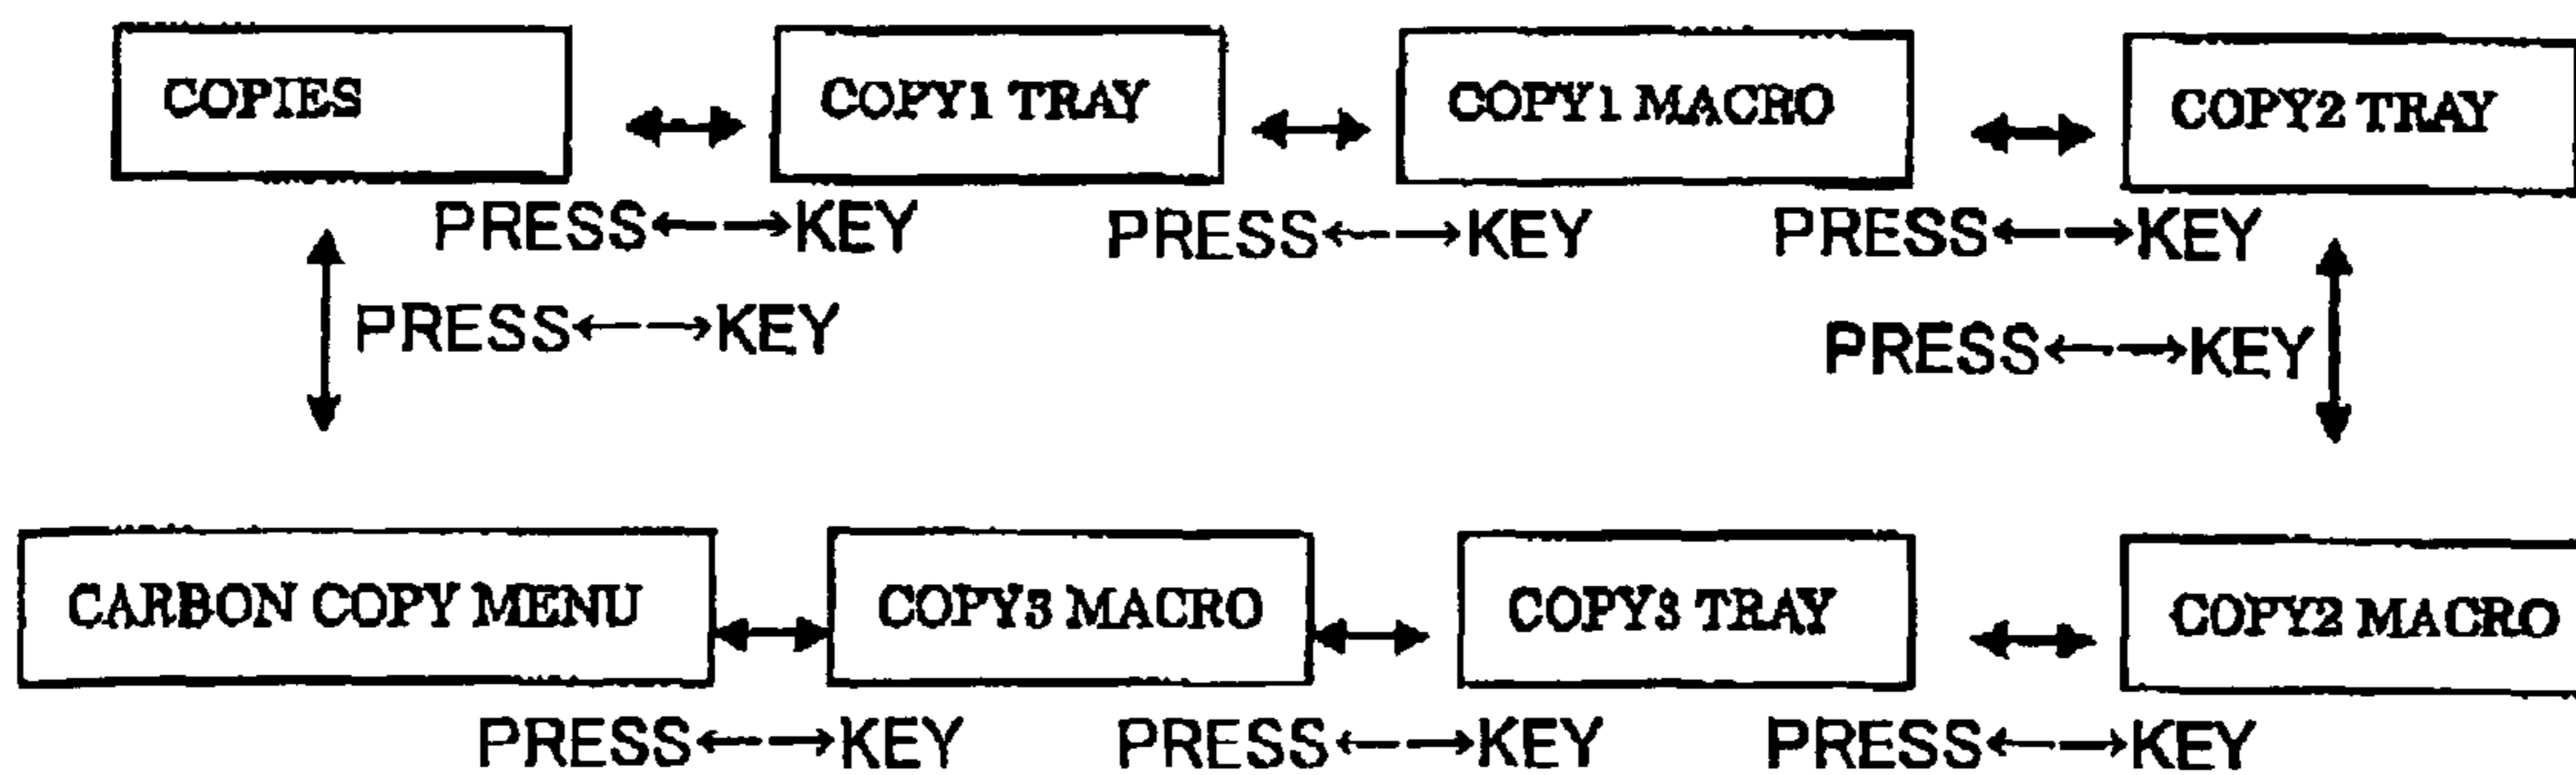 COPIES COPY1 TRAY COPY1 MACRO COPY2 TRAY
PRESS←--→KEY PRESS←--→KEY PRESS←--→KEY
PRESS←--→KEY PRESS←--→KEY
CARBON COPY MENU COPY3 MACRO COPY3 TRAY COPY2 MACRO
PRESS←--→KEY PRESS←--→KEY PRESS←--→KEY